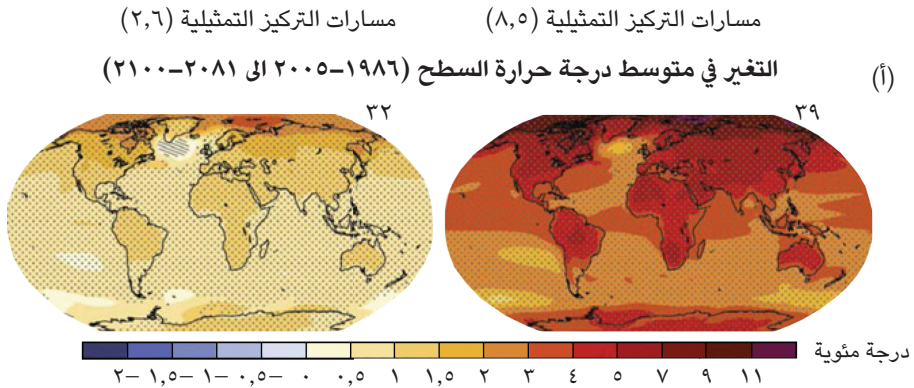 مسارات التركيز التمثيلية (٨,٥) مسارات التركيز التمثيلية (٢,٦)
(أ) التغير في متوسط درجة حرارة السطح (١٩٨٦–٢٠٠٥ الى ٢٠٨١–٢١٠٠)
٣٩ ٣٢
درجة مئوية
٢– ١,٥– ١– ٠,٥– ٠ ٠,٥ ١ ١,٥ ٢ ٣ ٤ ٥ ٧ ٩ ١١